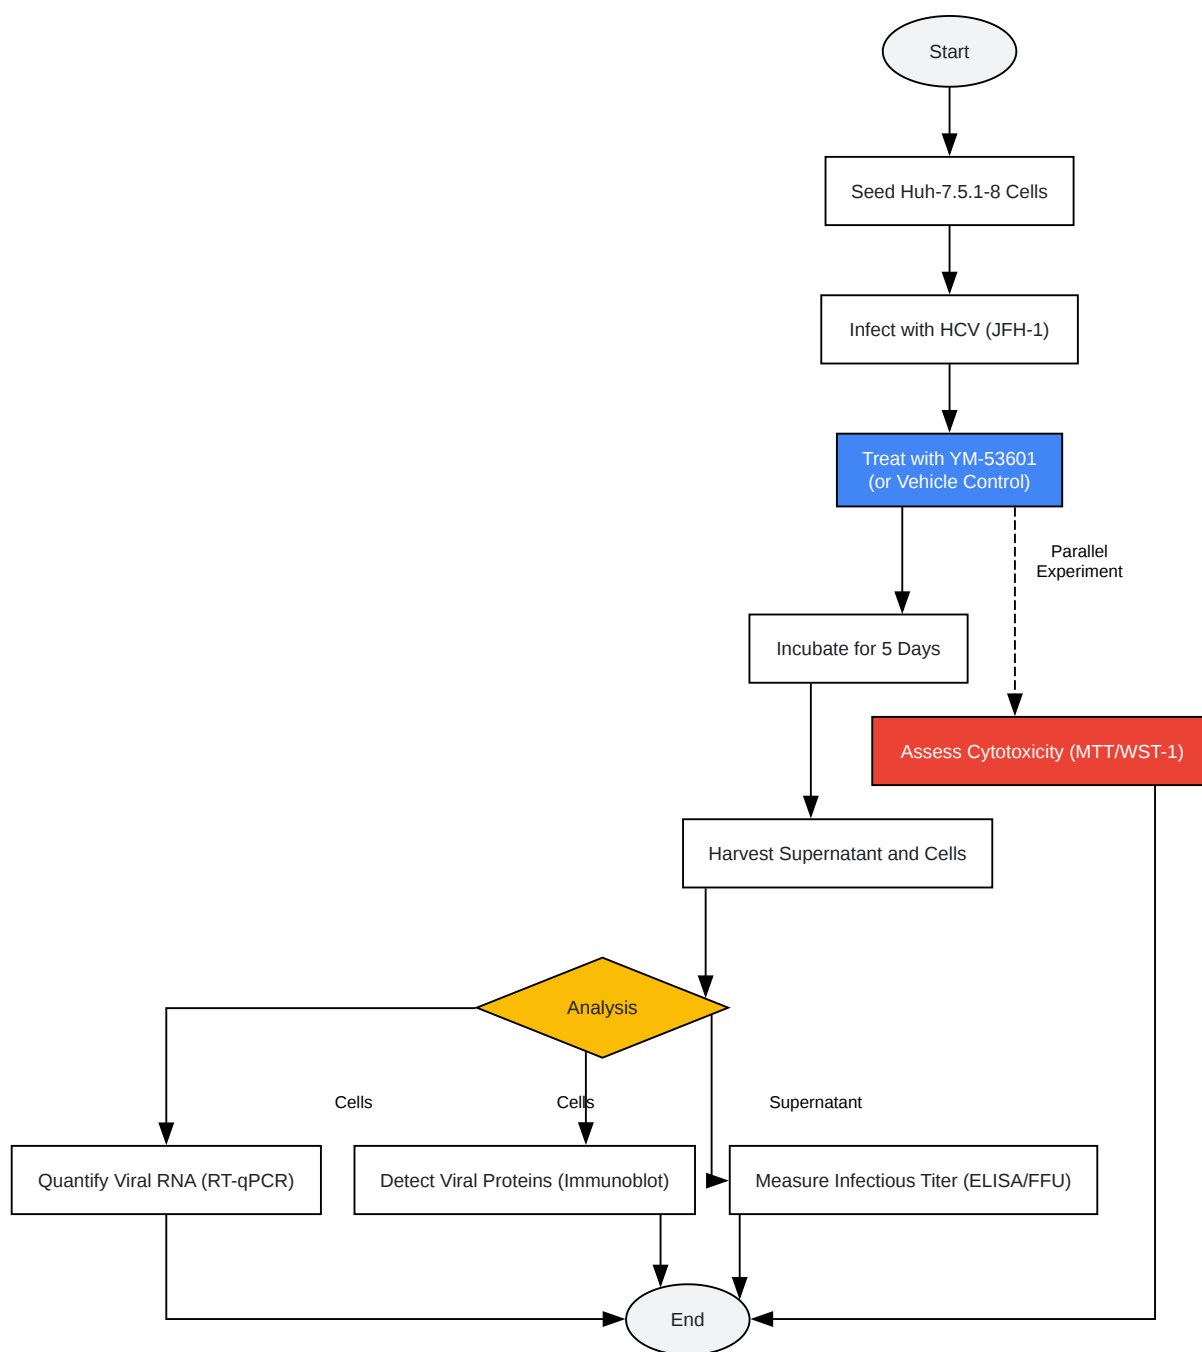 Start
Seed Huh-7.5.1-8 Cells
Infect with HCV (JFH-1)
Treat with YM-53601
(or Vehicle Control)
Parallel
Experiment
Incubate for 5 Days
Assess Cytotoxicity (MTT/WST-1)
Harvest Supernatant and Cells
Analysis
Cells
Cells
Supernatant
Quantify Viral RNA (RT-qPCR)
Detect Viral Proteins (Immunoblot)
Measure Infectious Titer (ELISA/FFU)
End